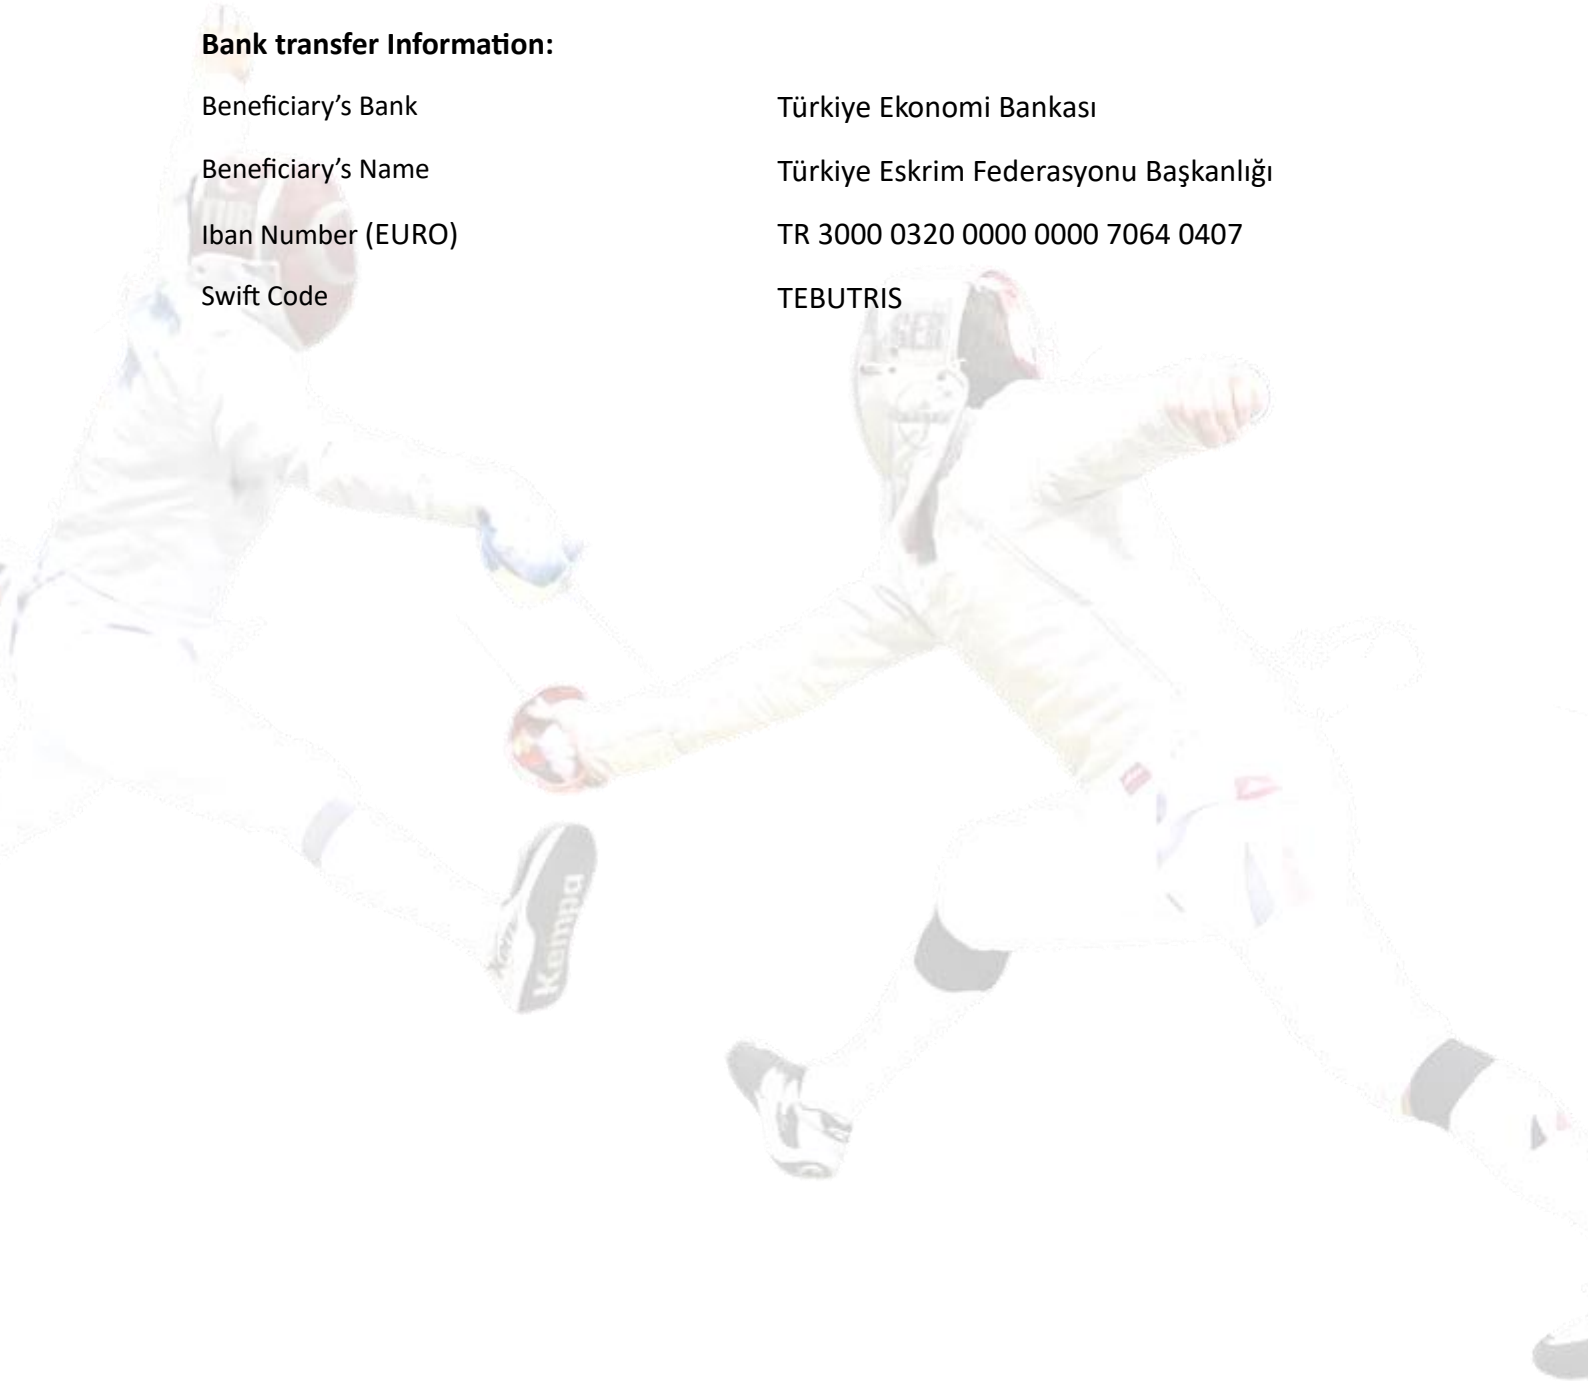 Bank transfer Information:
Beneficiary’s Bank Türkiye Ekonomi Bankası
Beneficiary’s Name Türkiye Eskrim Federasyonu Başkanlığı
Iban Number (EURO) TR 3000 0320 0000 0000 7064 0407
Swift Code TEBUTRIS
GER
Kempa